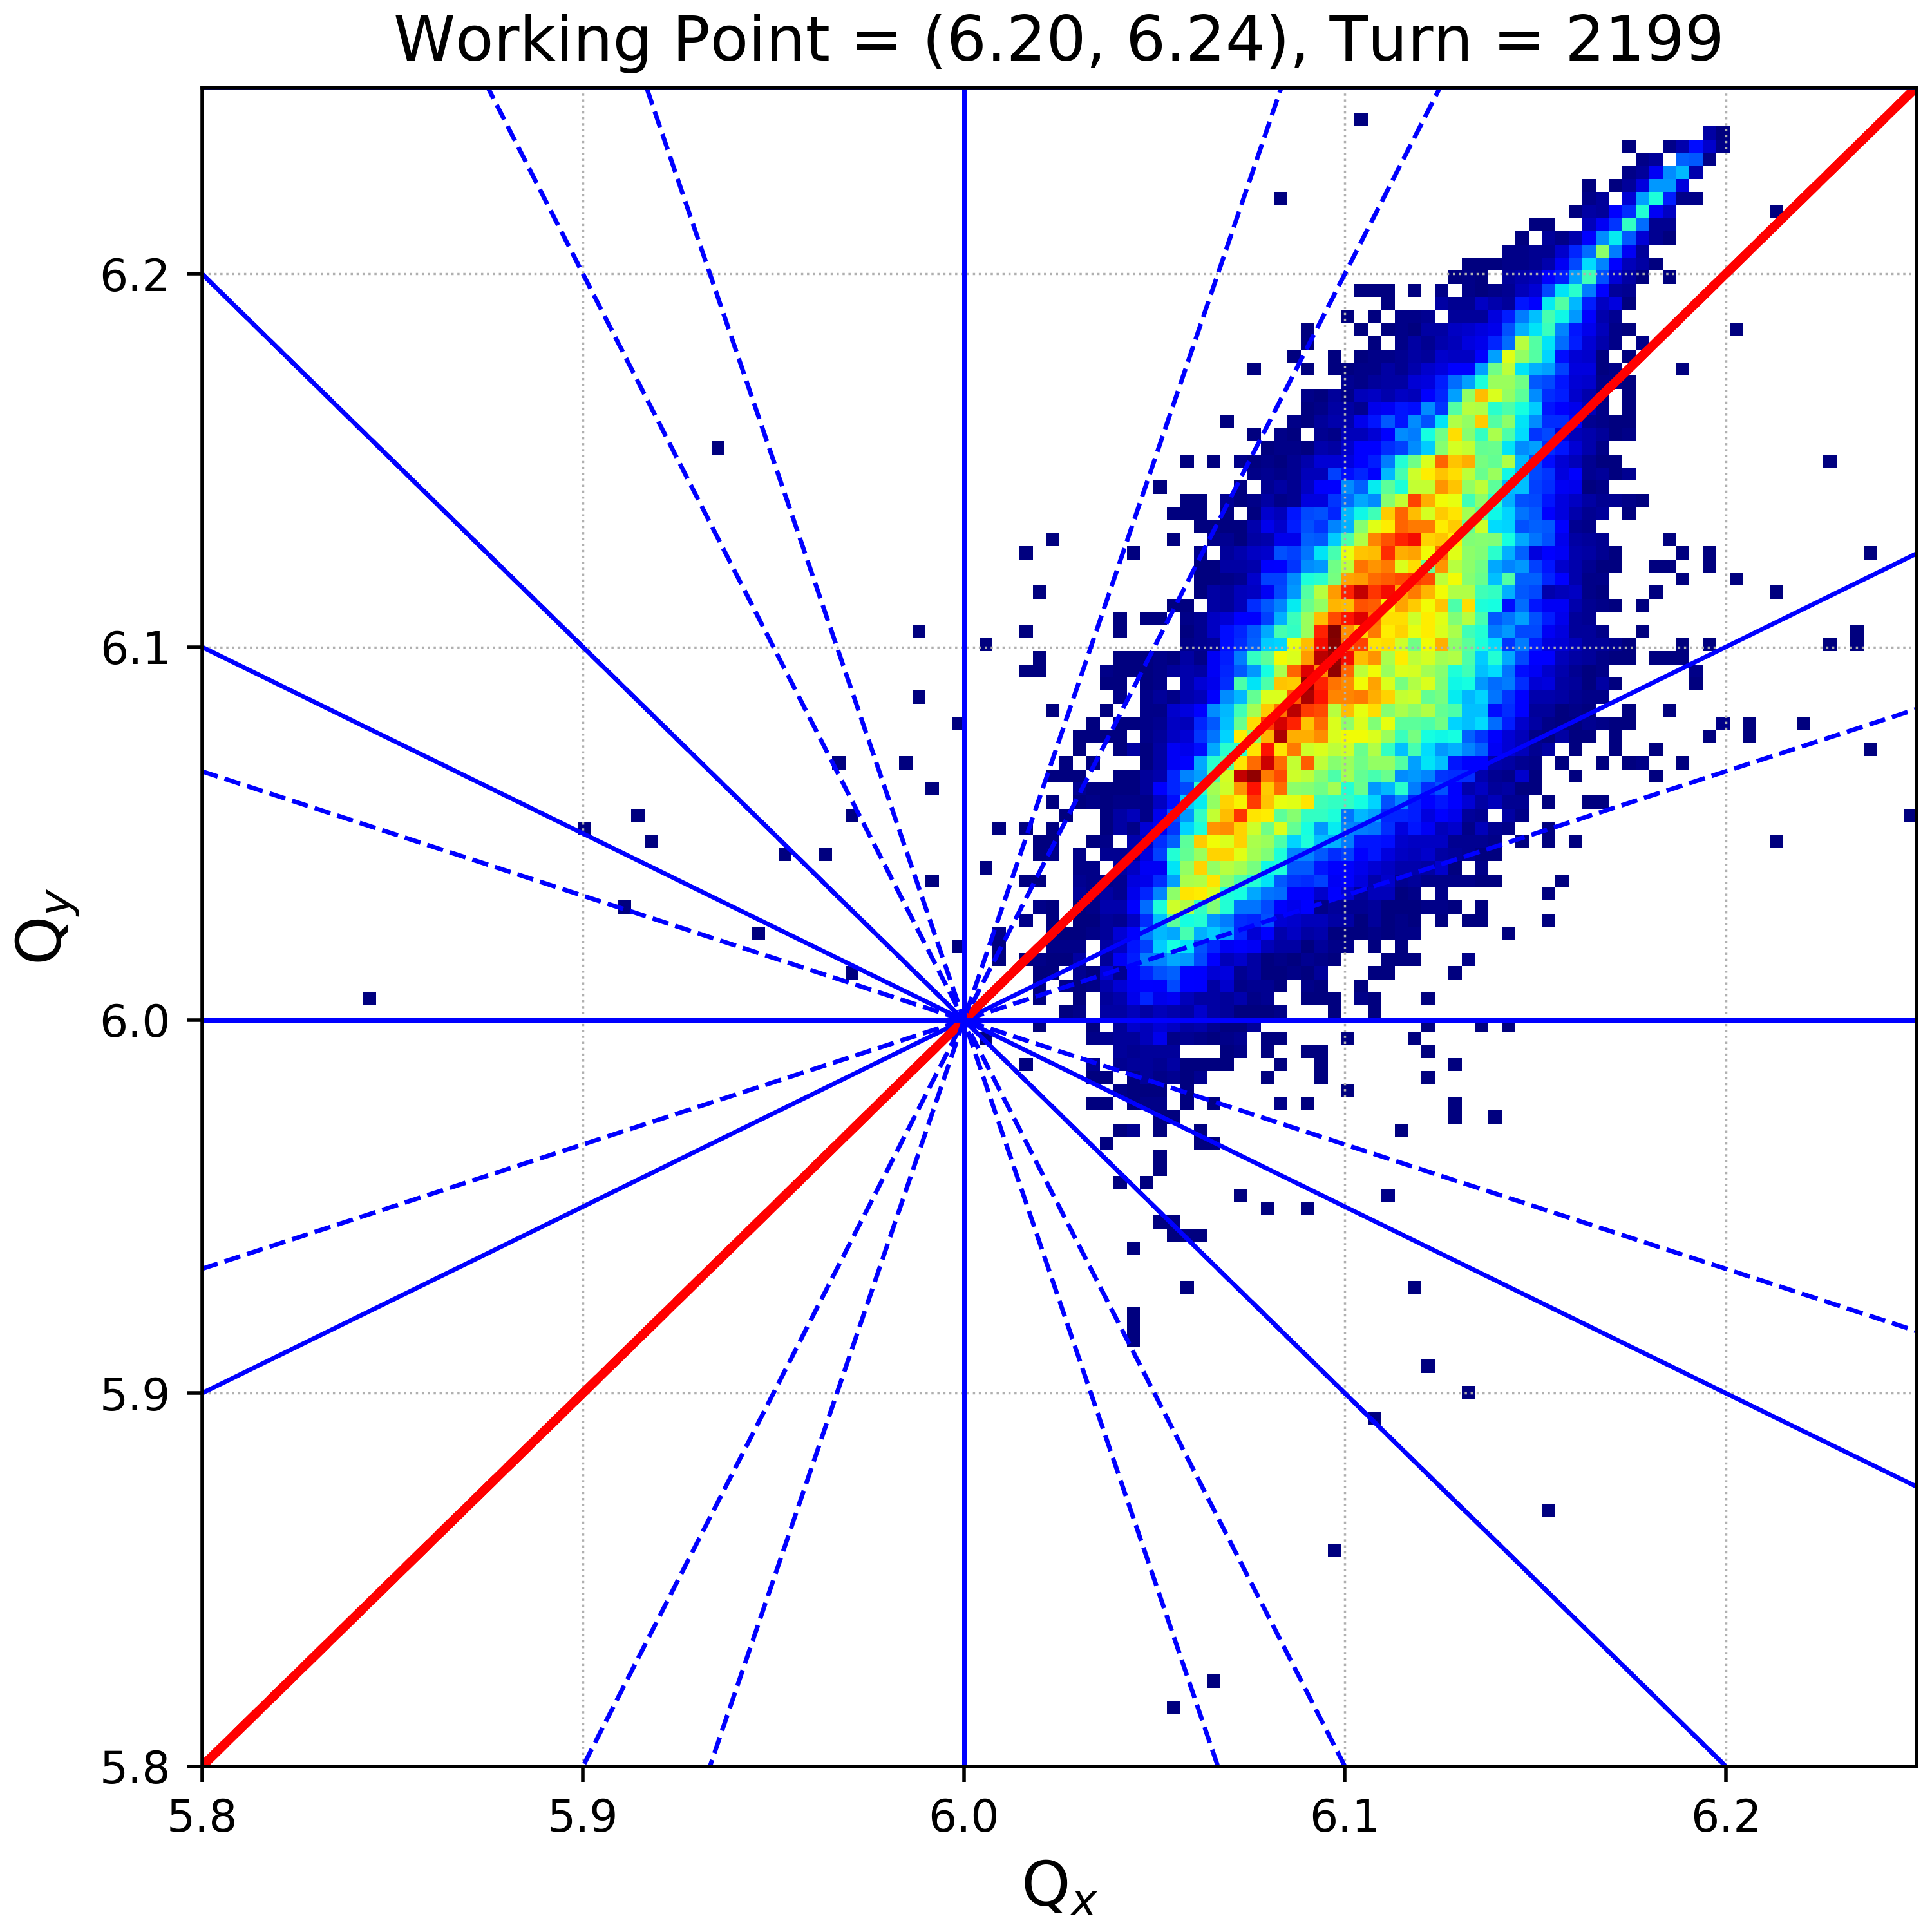 Working Point = (6.20, 6.24), Turn = 2199
6.2
6.1
6.0
5.9
5.8
Qy
5.8 5.9 6.0 6.1 6.2
Qx